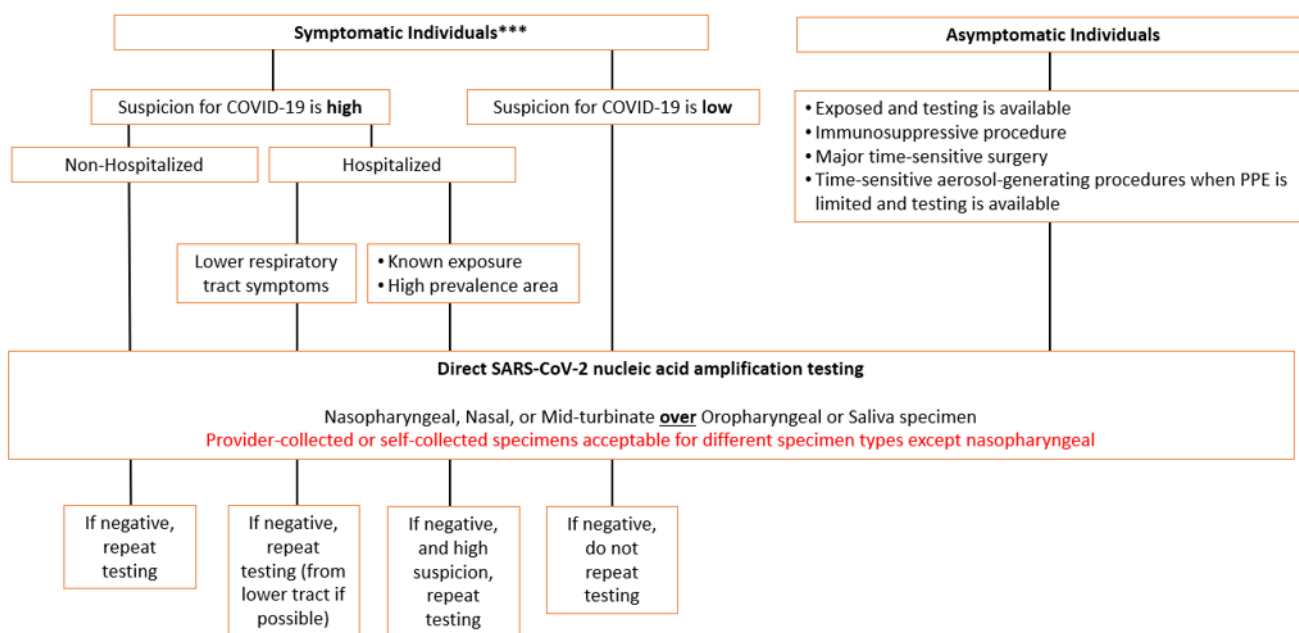 Symptomatic Individuals***
Asymptomatic Individuals
Suspicion for COVID-19 is high
Suspicion for COVID-19 is low
• Exposed and testing is available
• Immunosuppressive procedure
• Major time-sensitive surgery
• Time-sensitive aerosol-generating procedures when PPE is
limited and testing is available
Non-Hospitalized
Hospitalized
Lower respiratory
tract symptoms
• Known exposure
• High prevalence area
Direct SARS-CoV-2 nucleic acid amplification testing
Nasopharyngeal, Nasal, or Mid-turbinate over Oropharyngeal or Saliva specimen
Provider-collected or self-collected specimens acceptable for different specimen types except nasopharyngeal
If negative,
repeat
testing
If negative,
repeat
testing (from
lower tract if
possible)
If negative,
and high
suspicion,
repeat
testing
If negative,
do not
repeat
testing